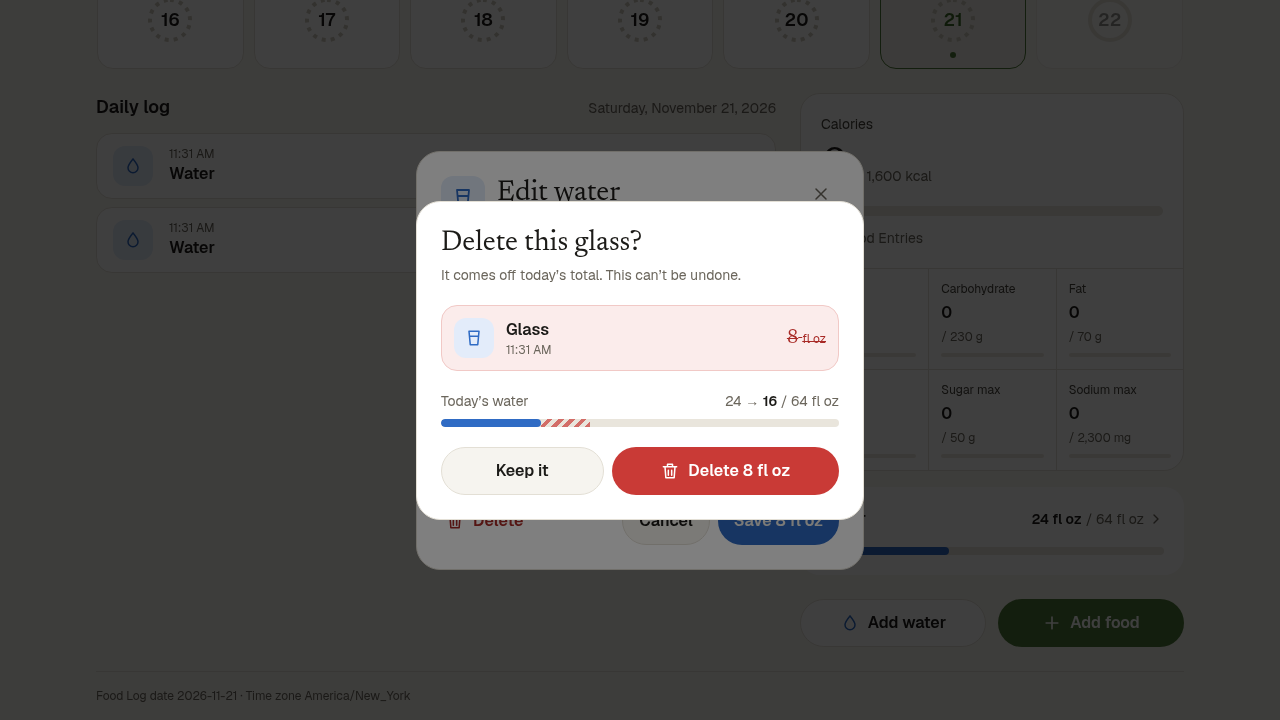 16 17 18 19 20 21 22
Daily log
Saturday, November 21, 2026
11:31 AM
Water
11:31 AM
Water
Calories
1,600 kcal
Entries
Carbohydrate
0
/ 230 g
Fat
0
/ 70 g
Sugar max
0
/ 50 g
Sodium max
0
/ 2,300 mg
24 fl oz / 64 fl oz
Add water
Add food
Edit water
Delete this glass?
It comes off today's total. This can't be undone.
Glass
11:31 AM
8 fl oz
Today's water
24 → 16 / 64 fl oz
Keep it
Delete 8 fl oz
Delete
Cancel
Save 8 fl oz
Food Log date 2026-11-21 · Time zone America/New_York